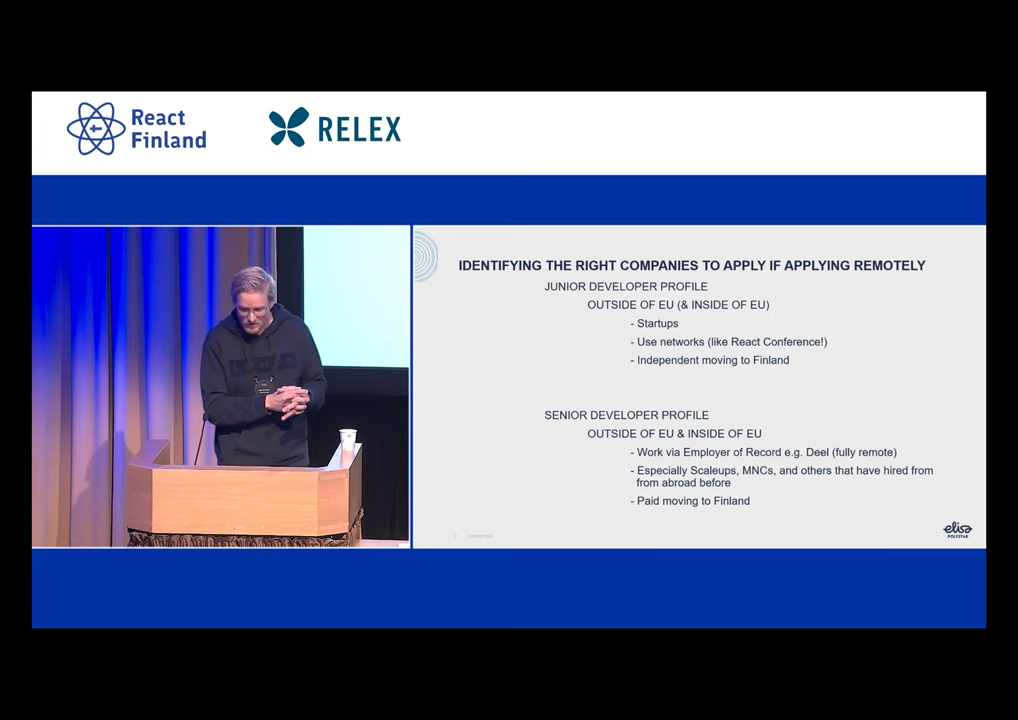 React
Finland
RELEX
IDENTIFYING THE RIGHT COMPANIES TO APPLY IF APPLYING REMOTELY
JUNIOR DEVELOPER PROFILE
OUTSIDE OF EU (& INSIDE OF EU)
- Startups
- Use networks (like React Conference!)
- Independent moving to Finland
SENIOR DEVELOPER PROFILE
OUTSIDE OF EU & INSIDE OF EU
- Work via Employer of Record e.g. Deel (fully remote)
- Especially Scaleups, MNCs, and others that have hired from
from abroad before
- Paid moving to Finland
Confidential
elisa
POLYSTAR